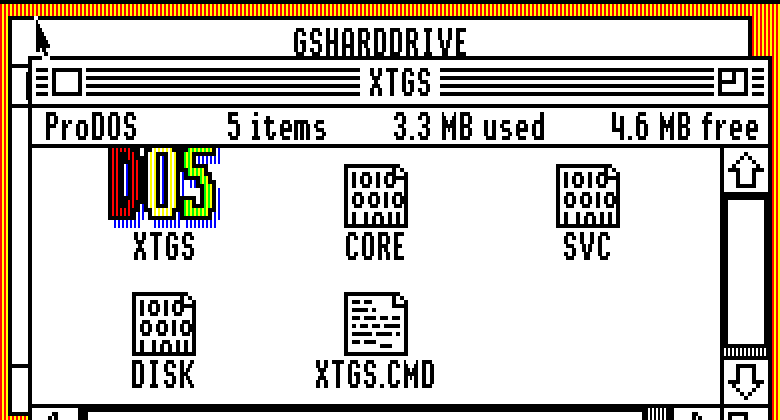 GSHARDDRIVE
XTGS
ProDOS 5 items 3.3 MB used 4.6 MB free
DOS
XTGS CORE SVC
DISK XTGS.CMD